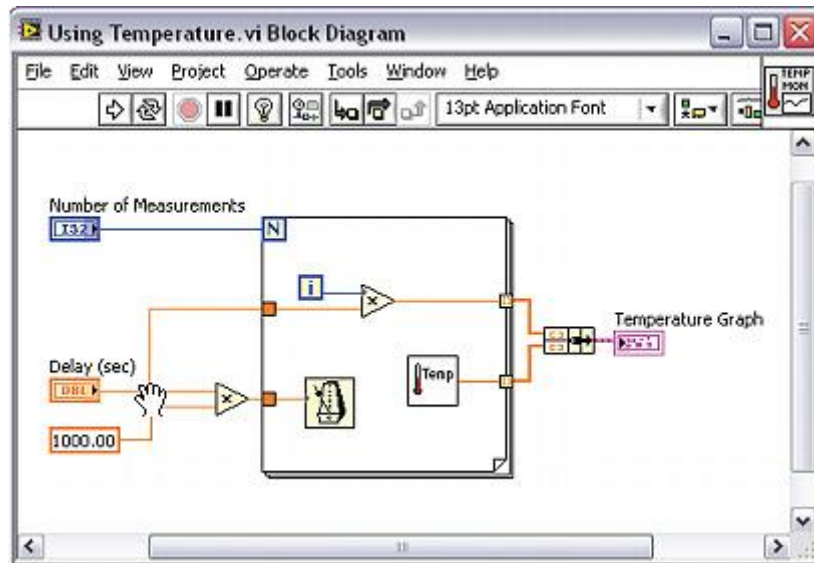 Using Temperature.vi Block Diagram
File Edit View Project Operate Tools Window Help
TEMP
MON
13pt Application Font
Number of Measurements
I32
N
i
x
Temperature Graph
Delay (sec)
DBL
Temp
x
1000.00